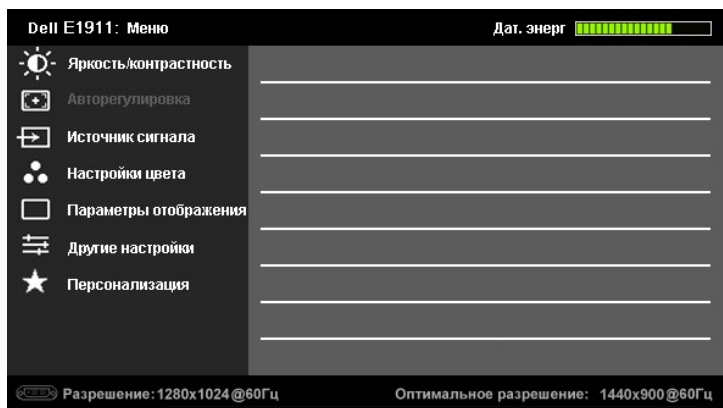 Dell E1911: Меню Дат. энерг
Яркость/контрастность
Авторегулировка
Источник сигнала
Настройки цвета
Параметры отображения
Другие настройки
Персонализация
Разрешение: 1280x1024@60Гц Оптимальное разрешение: 1440x900@60Гц